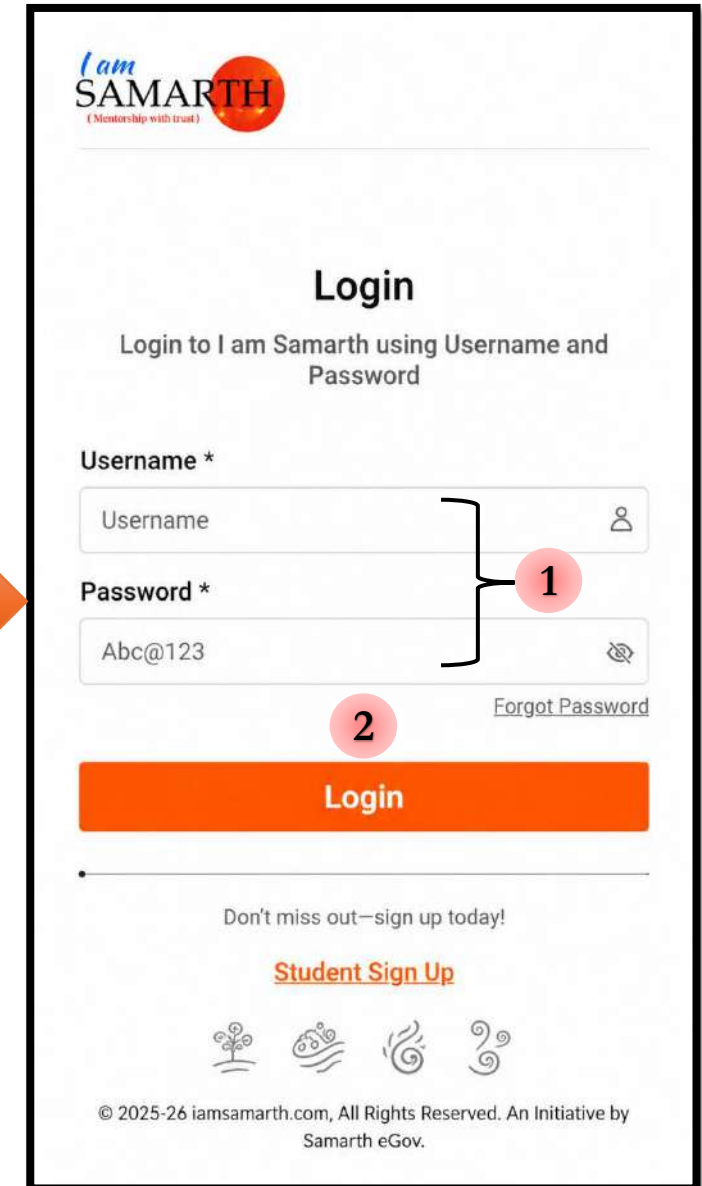 I am
SAMARTH
( Mentorship with trust )
Login
Login to I am Samarth using Username and
Password
Username *
Username
1
Password *
Abc@123
Forgot Password
2
Login
Don't miss out—sign up today!
Student Sign Up
© 2025-26 iamsamarth.com, All Rights Reserved. An Initiative by
Samarth eGov.